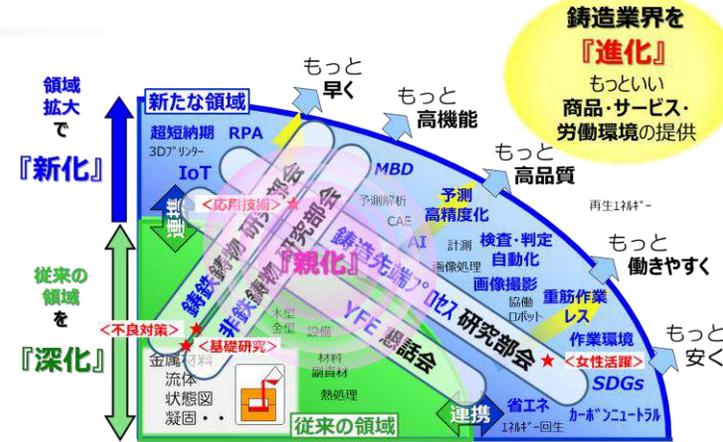 鋳造業界を
『進化』
もっといい
商品・サービス・
労働環境の提供
領域
拡大
で
『新化』
従来の
領域
を
『深化』
新たな領域
超短納期 RPA
3Dプリンター
IoT
もっと
早く
もっと
高機能
もっと
高品質
もっと
働きやすく
もっと
安く
MBD
予測解析
CAE
予測
高精度化
AI
計測
画像処理
検査・判定
自動化
画像撮影
協働
ロボット
重筋作業
レス
作業環境
再生エネルギー
連携
<応用技術>
鋳鉄鋳物 研究部会
非鉄鋳物 研究部会
『親化』
鋳造先端プロセス 研究部会
YFE 懇話会
<女性活躍>
SDGs
<不良対策>
<基礎研究>
金属材料
流体
状態図
凝固・・
木型
金型
設備
材料
副資材
熱処理
従来の領域
連携
省エネ
エネルギー回生
カーボンニュートラル